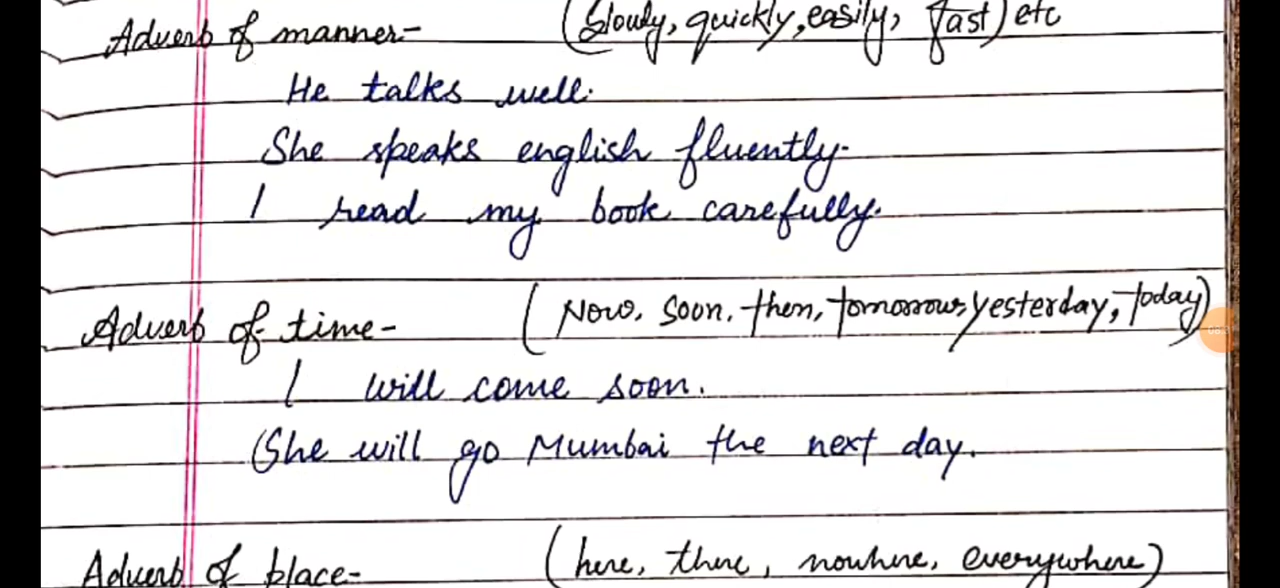 Adverb of manner- (slowly, quickly, easily, fast) etc
He talks well.
She speaks english fluently.
I read my book carefully.
Adverb of time- (Now, soon, then, tomorrow, yesterday, today)
I will come soon.
(She will go Mumbai the next day.
Adverb of place- (here, there, nowhere, everywhere)